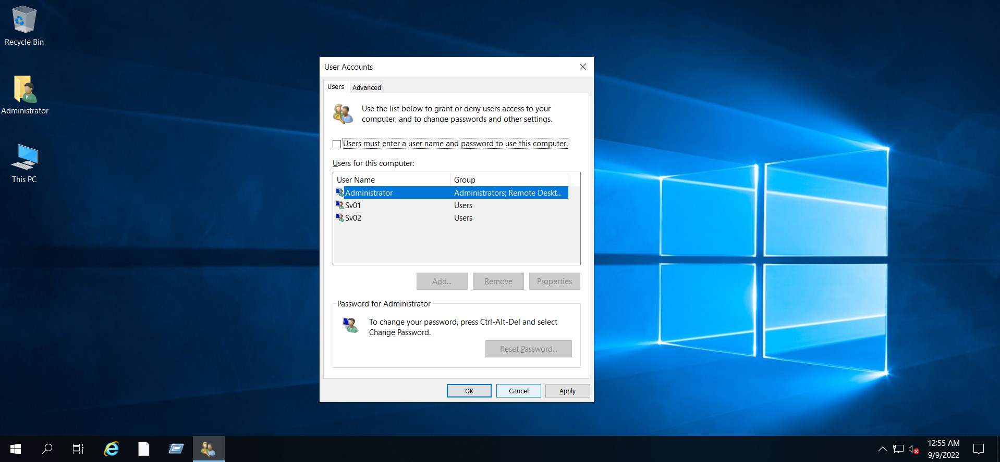 Recycle Bin
Administrator
This PC
User Accounts
Users
Advanced
Use the list below to grant or deny users access to your
computer, and to change passwords and other settings.
Users must enter a user name and password to use this computer.
Users for this computer:
User Name Group
Administrator Administrators; Remote Deskt...
Sv01 Users
Sv02 Users
Add... Remove Properties
Password for Administrator
To change your password, press Ctrl-Alt-Del and select
Change Password.
Reset Password...
OK Cancel Apply
12:55 AM
9/9/2022